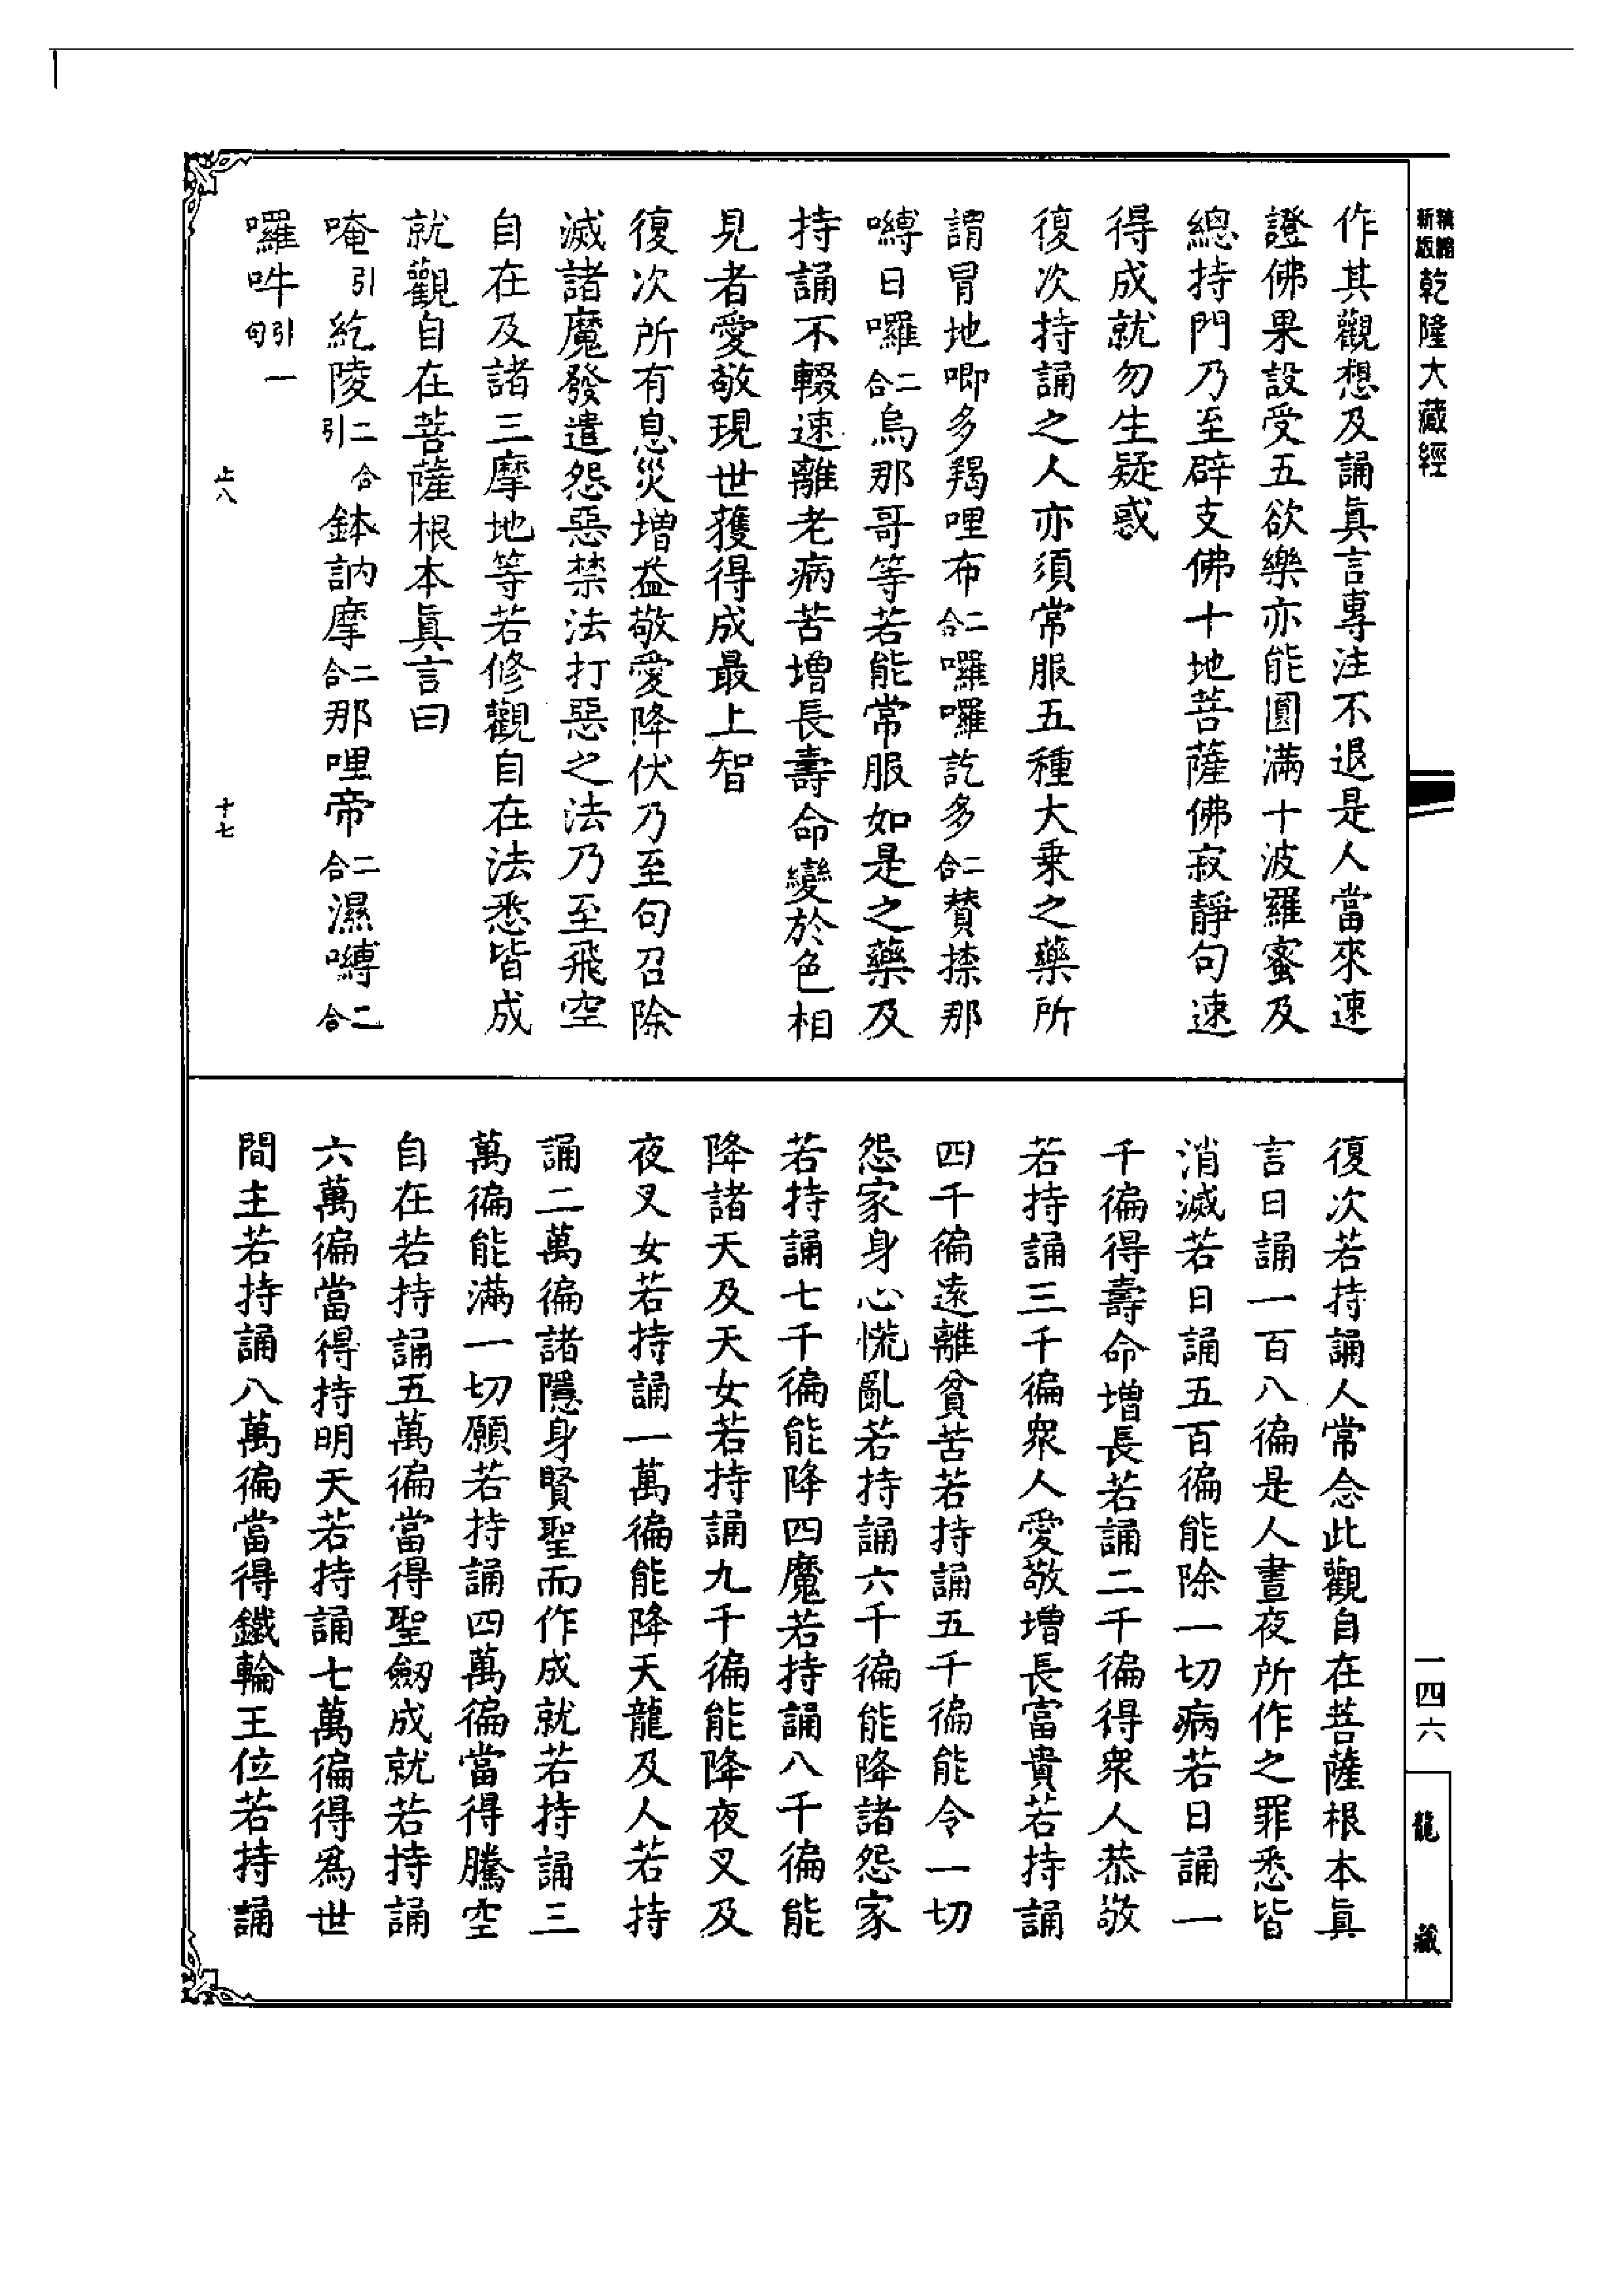 乾隆大藏經
作其觀想及誦眞言專注不退是人當來速
證佛果設受五欲樂亦能圓滿十波羅蜜及
總持門乃至辟支佛十地菩薩佛寂靜句速
得成就勿生疑惑
復次持誦之人亦須常服五種大乘之藥所
謂冐地唧多羯哩布二合囉囉訖多二合賛捺那
嚩日囉二合烏那哥等若能常服如是之藥及
持誦不輟速離老病苦增長壽命變於色相
見者愛敬現世獲得成最上智
復次所有息災增益敬愛降伏乃至句召除
滅諸魔發遣怨惡禁法打惡之法乃至飛空
自在及諸三摩地等若修觀自在法悉皆成
就觀自在菩薩根本眞言曰
唵引紇陵二合引鉢訥摩二合那哩帝二合濕嚩二合
囉吽引句一
十七
復次若持誦人常念此觀自在菩薩根本眞
言日誦一百八徧是人晝夜所作之罪悉皆
消滅若日誦五百徧能除一切病若日誦一
千徧得壽命增長若誦二千徧得衆人恭敬
若持誦三千徧衆人愛敬增長富貴若持誦
四千徧遠離貧苦若持誦五千徧能令一切
怨家身心慌亂若持誦六千徧能降諸怨家
若持誦七千徧能降四魔若持誦八千徧能
降諸天及天女若持誦九千徧能降夜叉及
夜叉女若持誦一萬徧能降天龍及人若持
誦二萬徧諸隱身賢聖而作成就若持誦三
萬徧能滿一切願若持誦四萬徧當得騰空
自在若持誦五萬徧當得聖劔成就若持誦
六萬徧當得持明天若持誦七萬徧得爲世
間主若持誦八萬徧當得鐵輪王位若持誦
一四六
龍藏